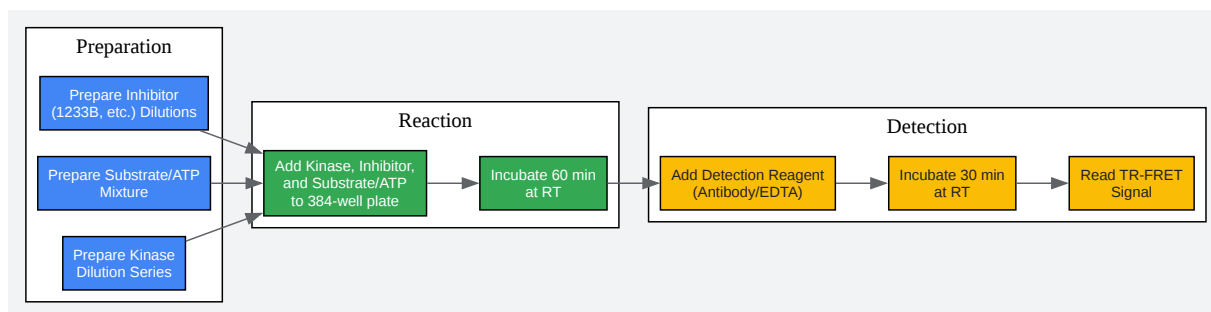 Preparation
Prepare Inhibitor
(1233B, etc.) Dilutions
Prepare Substrate/ATP
Mixture
Prepare Kinase
Dilution Series
Reaction
Add Kinase, Inhibitor,
and Substrate/ATP
to 384-well plate
Incubate 60 min
at RT
Detection
Add Detection Reagent
(Antibody/EDTA)
Incubate 30 min
at RT
Read TR-FRET
Signal